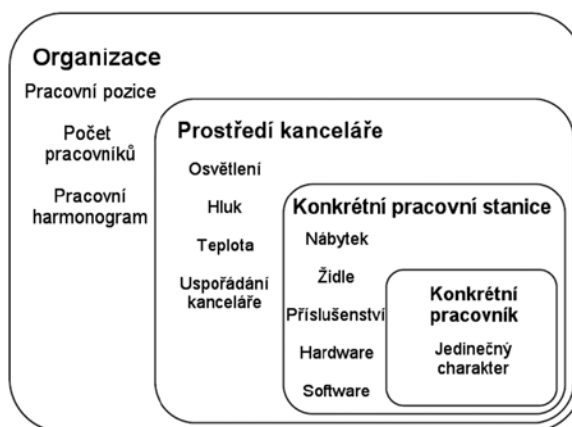 Organizace
Pracovní pozice
Počet
pracovníků
Pracovní
harmonogram
Prostředí kanceláře
Osvětlení
Hluk
Teplota
Uspořádání
kanceláře
Konkrétní pracovní stanice
Nábytek
Židle
Příslušenství
Hardware
Software
Konkrétní
pracovník
Jedinečný
charakter